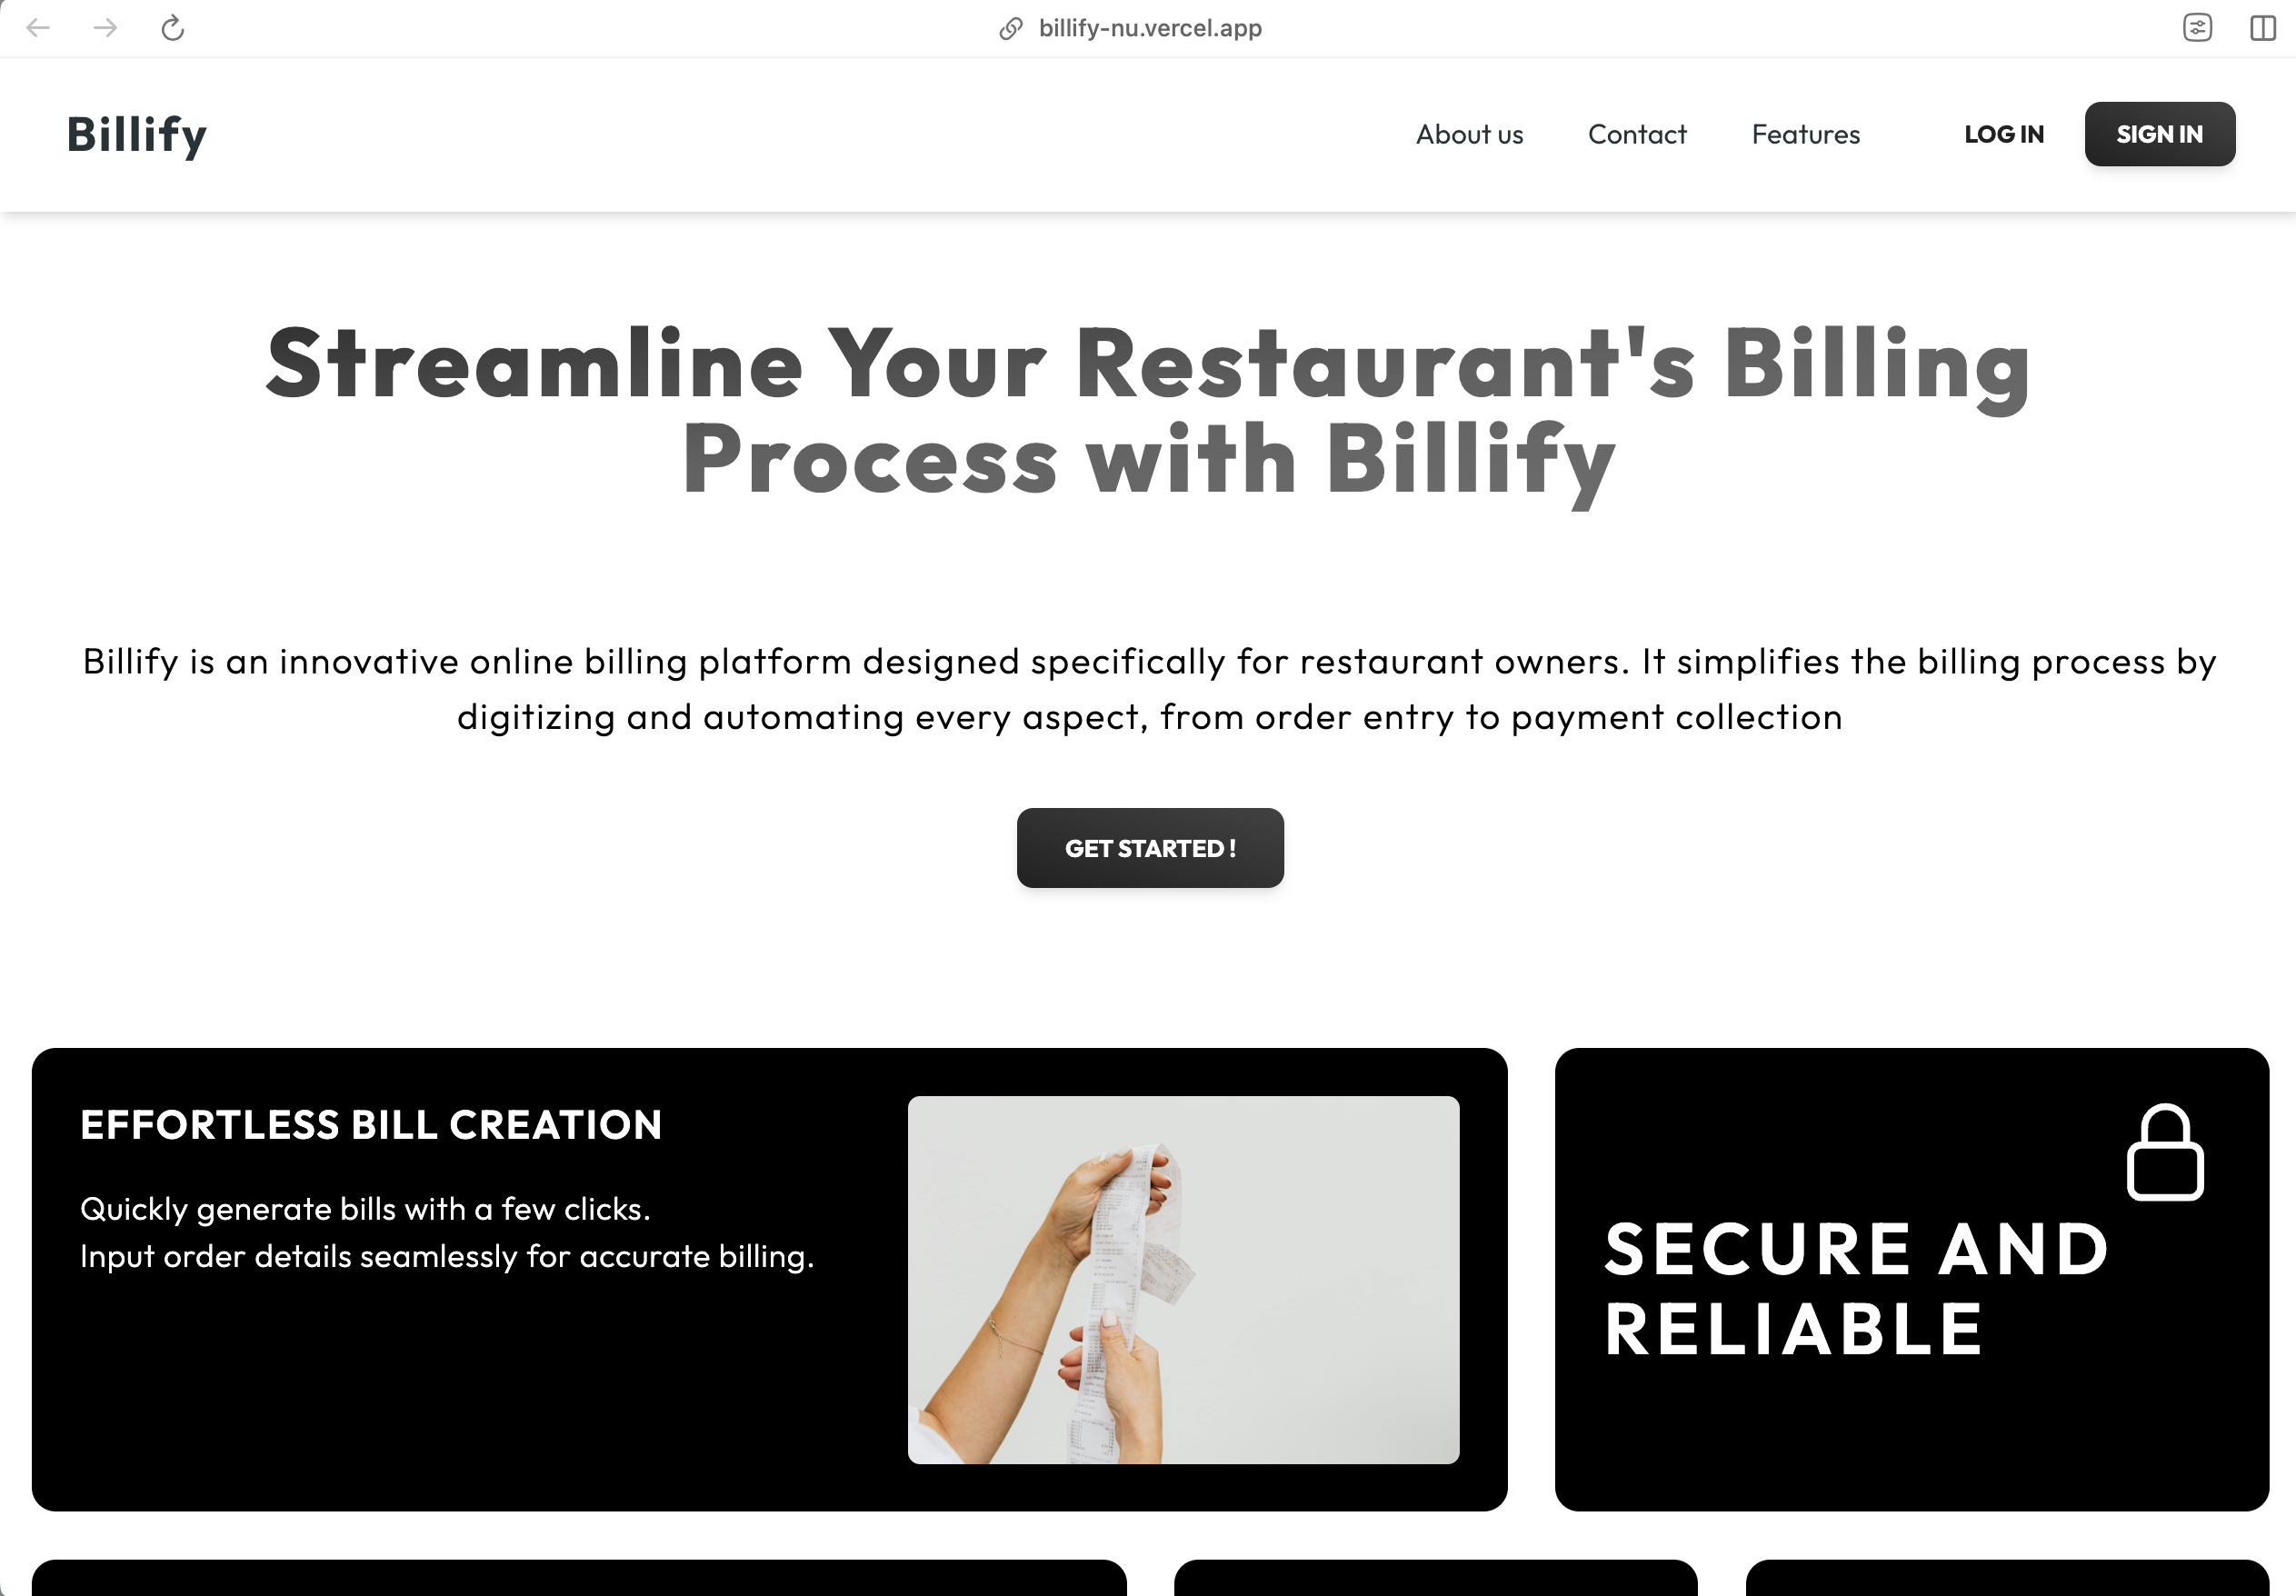 billify-nu.vercel.app
Billify
About us
Contact
Features
LOG IN
SIGN IN
Streamline Your Restaurant's Billing
Process with Billify
Billify is an innovative online billing platform designed specifically for restaurant owners. It simplifies the billing process by
digitizing and automating every aspect, from order entry to payment collection
GET STARTED !
EFFORTLESS BILL CREATION
Quickly generate bills with a few clicks.
Input order details seamlessly for accurate billing.
SECURE AND
RELIABLE